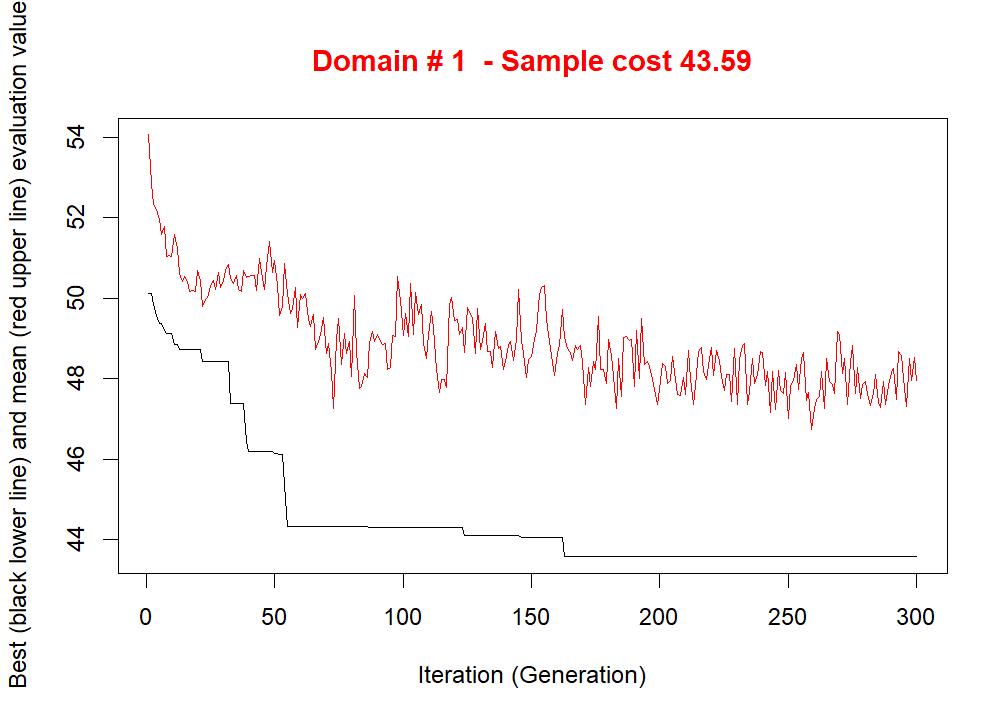 Domain # 1  - Sample cost 43.59
Best (black lower line) and mean (red upper line) evaluation value
54
52
50
48
46
44
0 50 100 150 200 250 300
Iteration (Generation)